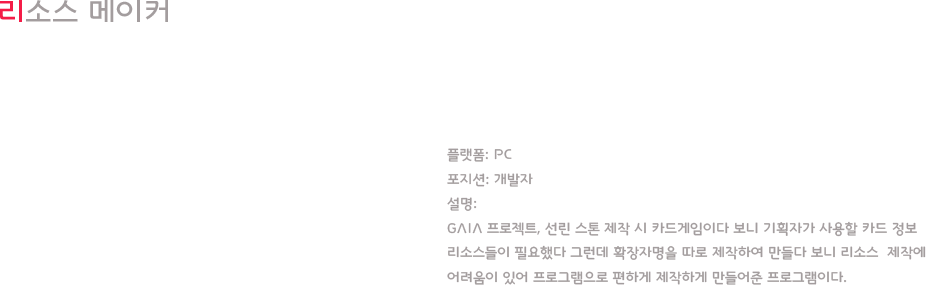 리소스 메이커
플랫폼: PC
포지션: 개발자
설명:
GAIA 프로젝트, 선린 스톤 제작 시 카드게임이다 보니 기획자가 사용할 카드 정보
리소스들이 필요했다 그런데 확장자명을 따로 제작하여 만들다 보니 리소스 제작에
어려움이 있어 프로그램으로 편하게 제작하게 만들어준 프로그램이다.